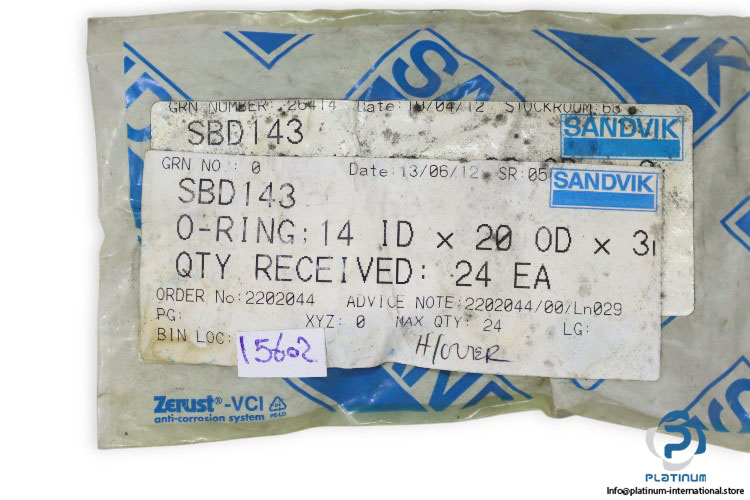 SANDVIK
GRN NUMBER: 26414 Date: 10/04/12 STOCKROOM:
SBD143
SANDVIK
GRN NO.: 0 Date: 13/06/12 SR:05
SANDVIK
SBD143
O-RING; 14 ID x 20 OD x 3
QTY RECEIVED: 24 EA
ORDER No:2202044 ADVICE NOTE:2202044/00/Ln029
PG: XYZ: 0 MAX QTY: 24 LG:
BIN LOC:
15602
H/OVER
Zerust®-VCI
anti-corrosion system
PE-LD
PLATINUM
Info@platinum-international.store